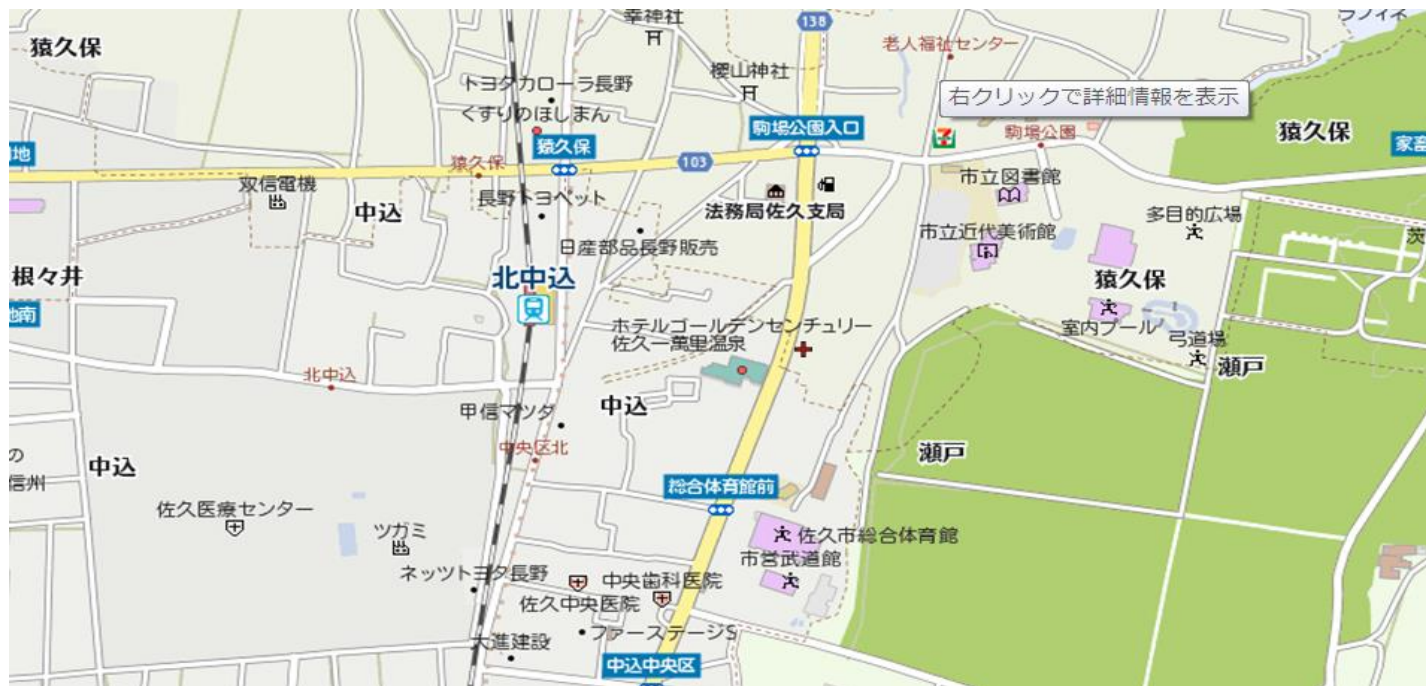 幸神社
138
ラフィネ
猿久保
老人福祉センター
トヨタカローラ長野
櫻山神社
右クリックで詳細情報を表示
くすりのほしまん
駒場公園入口
駒場公園
猿久保
猿久保
猿久保
103
双信電機
中込
長野トヨペット
法務局佐久支局
市立図書館
多目的広場
市立近代美術館
日産部品長野販売
根々井
北中込
猿久保
地南
ホテルゴールデンセンチュリー
佐久一萬里温泉
室内プール
弓道場
瀬戸
北中込
甲信マツダ
中込
中央区北
中込
瀬戸
の
信州
総合体育館前
佐久医療センター
ツガミ
佐久市総合体育館
市営武道館
ネッツトヨタ長野
中央歯科医院
佐久中央医院
ファーステージS
大進建設
中込中央区